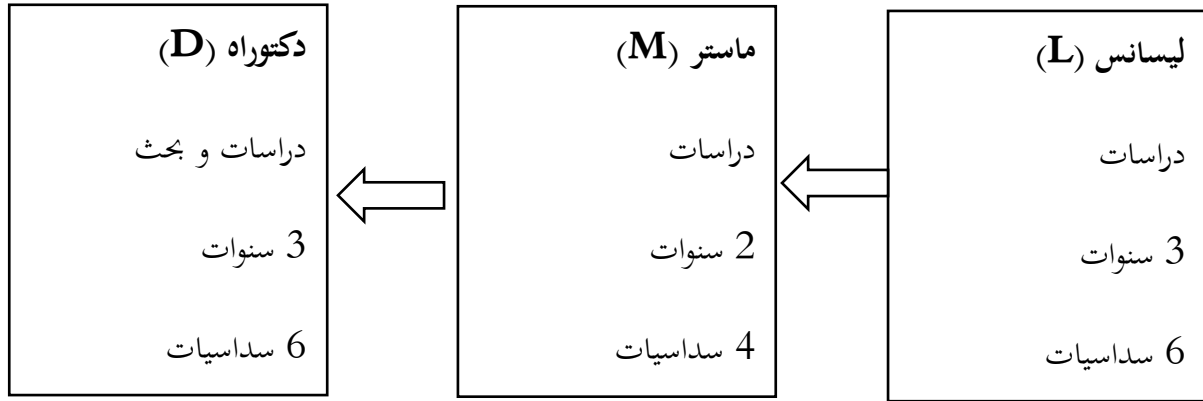 ليسانس (L)
دراسات
3 سنوات
6 سداسيات
ماستر (M)
دراسات
2 سنوات
4 سداسيات
دكتوراه (D)
دراسات و بحث
3 سنوات
6 سداسيات